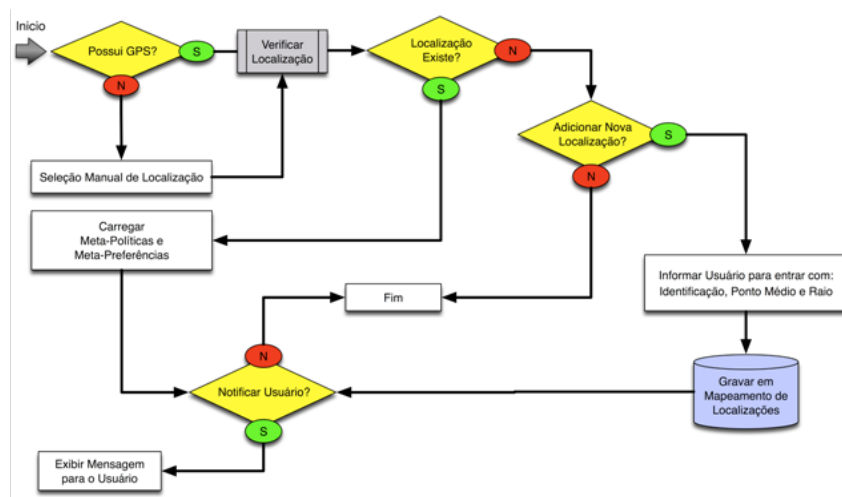 Inicio
Possui GPS?
S
N
Verificar
Localização
Localização
Existe?
N
S
Adicionar Nova
Localização?
S
N
Seleção Manual de Localização
Carregar
Meta-Políticas e
Meta-Preferências
Informar Usuário para entrar com:
Identificação, Ponto Médio e Raio
Fim
N
Notificar Usuário?
S
Gravar em
Mapeamento de
Localizações
Exibir Mensagem
para o Usuário